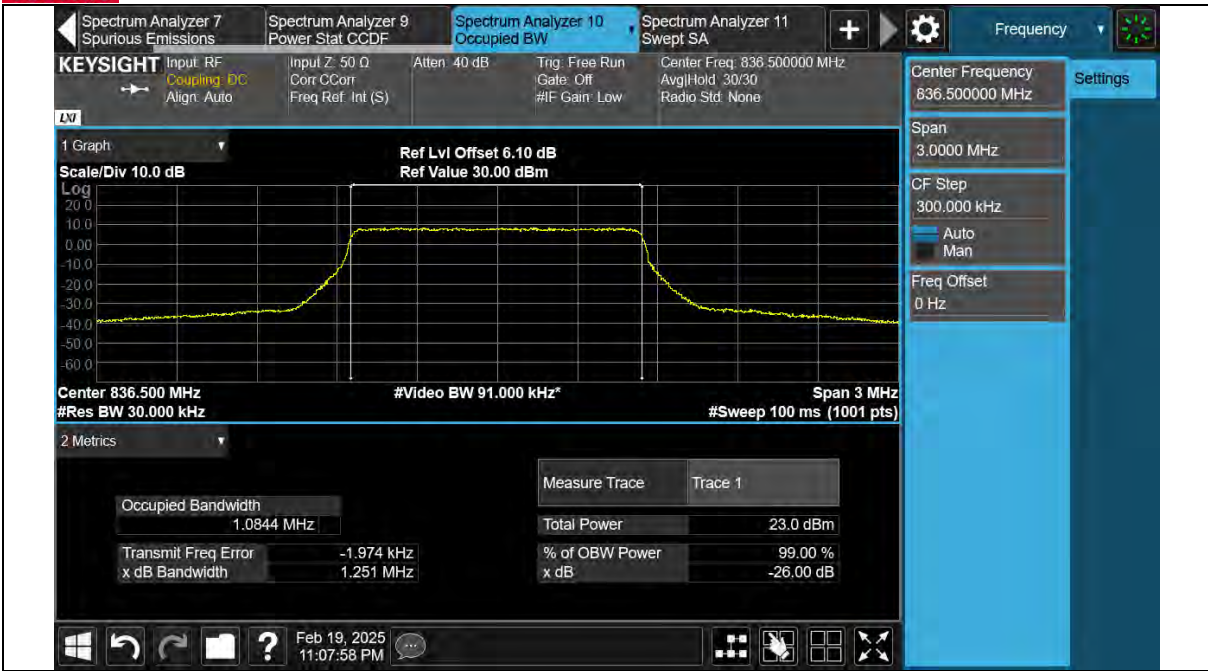 Spectrum Analyzer 7
Spurious Emissions
Spectrum Analyzer 9
Power Stat CCDF
Spectrum Analyzer 10
Occupied BW
Spectrum Analyzer 11
Swept SA
+
Frequency
KEYSIGHT
Input: RF
Coupling: DC
Align: Auto
Input Z: 50 Ω
Corr CCorr
Freq Ref: Int (S)
Atten: 40 dB
Trig: Free Run
Gate: Off
#IF Gain: Low
Center Freq: 836.500000 MHz
Avg|Hold: 30/30
Radio Std: None
LXI
Center Frequency
836.500000 MHz
Settings
Span
3.0000 MHz
CF Step
300.000 kHz
Auto
Man
Freq Offset
0 Hz
1 Graph
Scale/Div 10.0 dB
Ref Lvl Offset 6.10 dB
Ref Value 30.00 dBm
Log
20.0
10.0
0.00
-10.0
-20.0
-30.0
-40.0
-50.0
-60.0
Center 836.500 MHz
#Video BW 91.000 kHz*
Span 3 MHz
#Res BW 30.000 kHz
#Sweep 100 ms (1001 pts)
2 Metrics
Measure Trace
Trace 1
Occupied Bandwidth
1.0844 MHz
Total Power
23.0 dBm
Transmit Freq Error
-1.974 kHz
% of OBW Power
99.00 %
x dB Bandwidth
1.251 MHz
x dB
-26.00 dB
?
Feb 19, 2025
11:07:58 PM